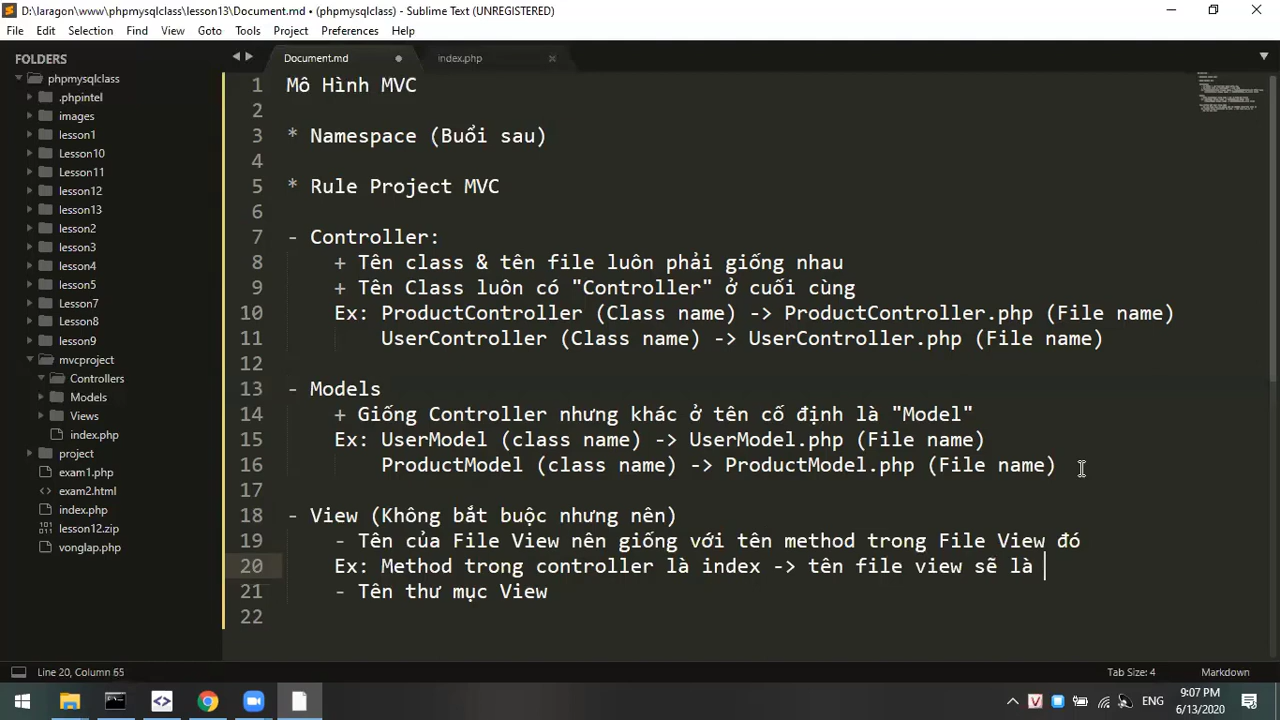 D:\laragon\www\phpmysqlclass\lesson13\Document.md • (phpmysqlclass) - Sublime Text (UNREGISTERED)
File Edit Selection Find View Goto Tools Project Preferences Help
FOLDERS
phpmysqlclass
.phpintel
images
lesson1
Lesson10
Lesson11
lesson12
lesson13
lesson2
lesson3
lesson4
lesson5
Lesson7
Lesson8
lesson9
mvcproject
Controllers
Models
Views
index.php
project
exam1.php
exam2.html
index.php
lesson12.zip
vonglap.php
Document.md
index.php
1 Mô Hình MVC
2
3 * Namespace (Buổi sau)
4
5 * Rule Project MVC
6
7 - Controller:
8 + Tên class & tên file luôn phải giống nhau
9 + Tên Class luôn có "Controller" ở cuối cùng
10 Ex: ProductController (Class name) -> ProductController.php (File name)
11 UserController (Class name) -> UserController.php (File name)
12
13 - Models
14 + Giống Controller nhưng khác ở tên cố định là "Model"
15 Ex: UserModel (class name) -> UserModel.php (File name)
16 ProductModel (class name) -> ProductModel.php (File name)
17
18 - View (Không bắt buộc nhưng nên)
19 - Tên của File View nên giống với tên method trong File View đó
20 Ex: Method trong controller là index -> tên file view sẽ là
21 - Tên thư mục View
22
Line 20, Column 65
Tab Size: 4
Markdown
ENG
9:07 PM
6/13/2020